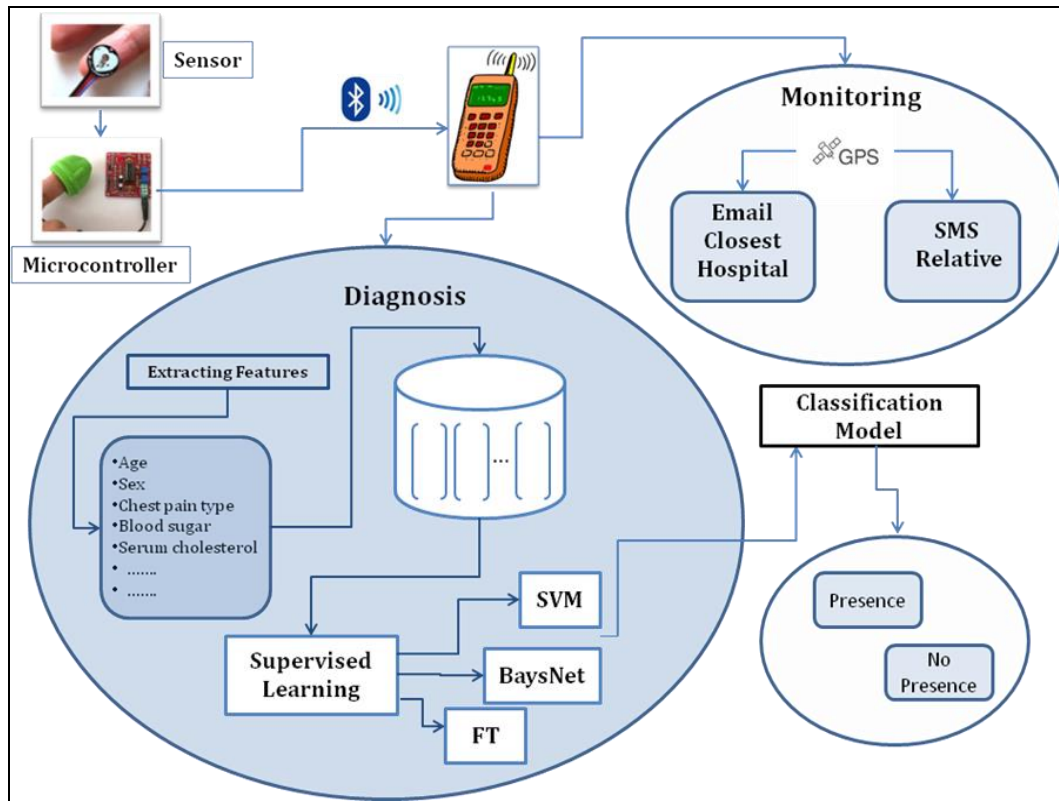 Sensor
Microcontroller
Monitoring
GPS
Email
Closest
Hospital
SMS
Relative
Diagnosis
Extracting Features
•Age
•Sex
•Chest pain type
•Blood sugar
•Serum cholesterol
• .......
• .......
...
Supervised
Learning
SVM
BaysNet
FT
Classification
Model
Presence
No
Presence